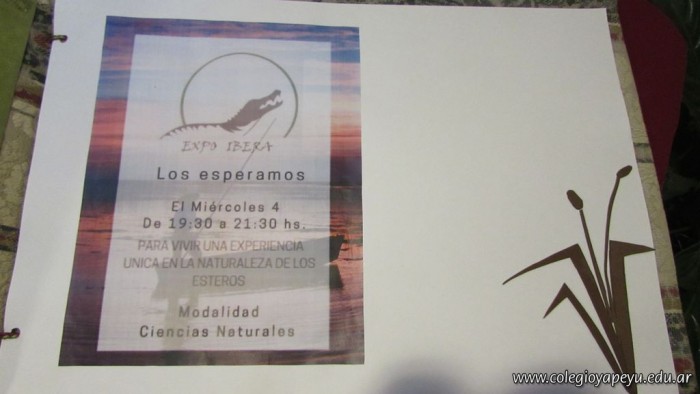 EXPO IBERA
Los esperamos
El Miércoles 4
De 19:30 a 21:30 hs.
PARA VIVIR UNA EXPERIENCIA
UNICA EN LA NATURALEZA DE LOS
ESTEROS
Modalidad
Ciencias Naturales
www.colegioyapeyu.edu.ar